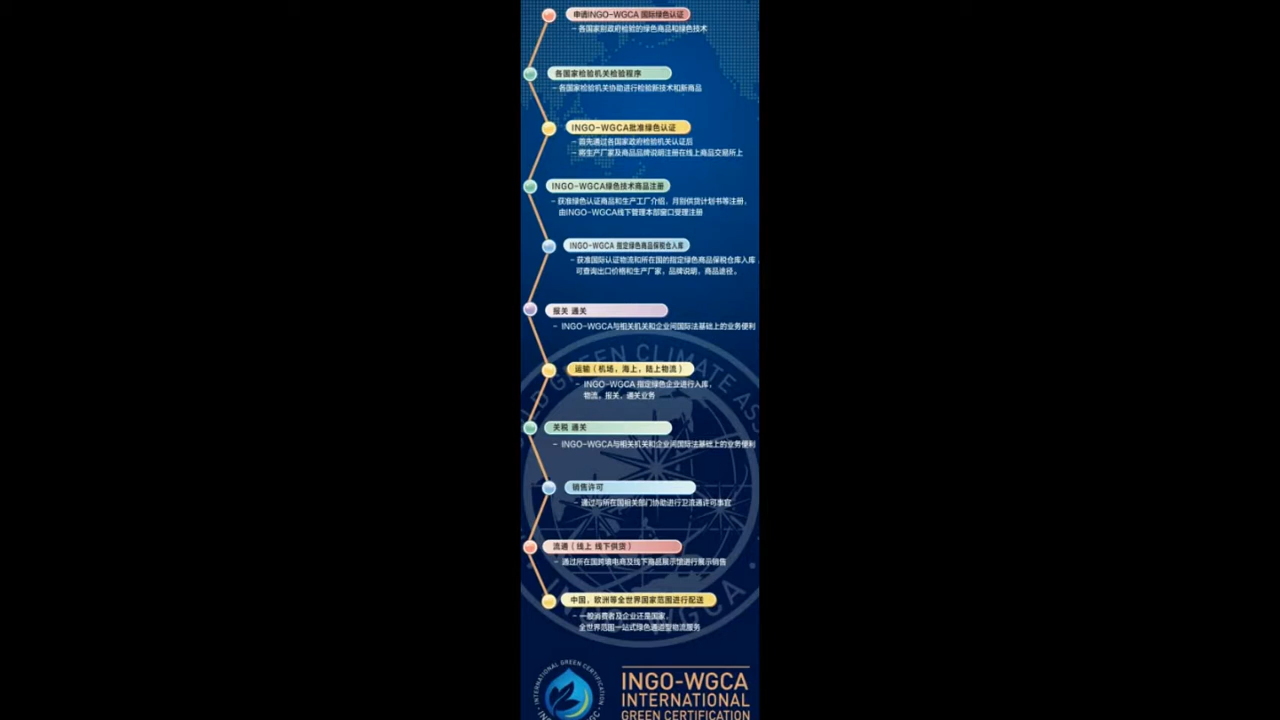 申请INGO-WGCA 国际绿色认证
- 各国家别政府检验的绿色商品和绿色技术
各国家检验机关检验程序
- 各国家检验机关协助进行检验新技术和新商品
INGO-WGCA批准绿色认证
- 首先通过各国家政府检验机关认证后
- 将生产厂家及商品品牌说明注册在线上商品交易所上
INGO-WGCA绿色技术商品注册
- 获准绿色认证商品和生产工厂介绍，月别供货计划书等注册，
由INGO-WGCA线下管理本部窗口受理注册
INGO-WGCA 指定绿色商品保税仓入库
- 获准国际认证物流和所在国的指定绿色商品保税仓库入库，
可查询出口价格和生产厂家，品牌说明，商品途径。
报关 通关
- INGO-WGCA与相关机关和企业间国际法基础上的业务便利
运输（机场，海上，陆上物流）
- INGO-WGCA 指定绿色企业进行入库，
物流，报关，通关业务
关税 通关
- INGO-WGCA与相关机关和企业间国际法基础上的业务便利
销售许可
- 通过与所在国相关部门协助进行卫流通许可事宜
流通（线上 线下供货）
- 通过所在国跨境电商及线下商品展示馆进行展示销售
中国，欧洲等全世界国家范围进行配送
- 一般消费者及企业还是国家，
全世界范围一站式绿色通道型物流服务
GREEN CLIMATE
WGCA
INTERNATIONAL GREEN CERTIFICATION
INGO-WGCA
INTERNATIONAL
GREEN CERTIFICATION